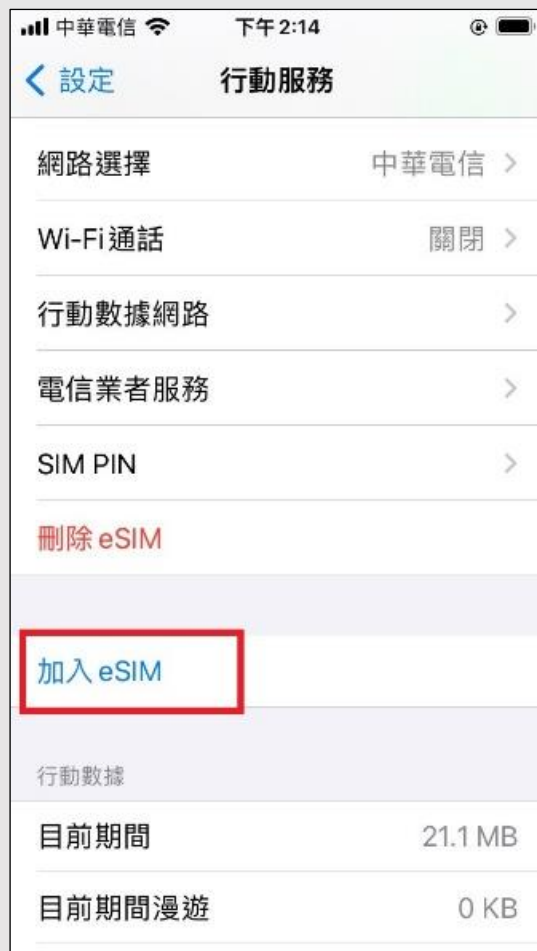 中華電信 下午2:14
設定 行動服務
網路選擇 中華電信
Wi-Fi通話 關閉
行動數據網路
電信業者服務
SIM PIN
刪除 eSIM
加入 eSIM
行動數據
目前期間 21.1 MB
目前期間漫遊 0 KB